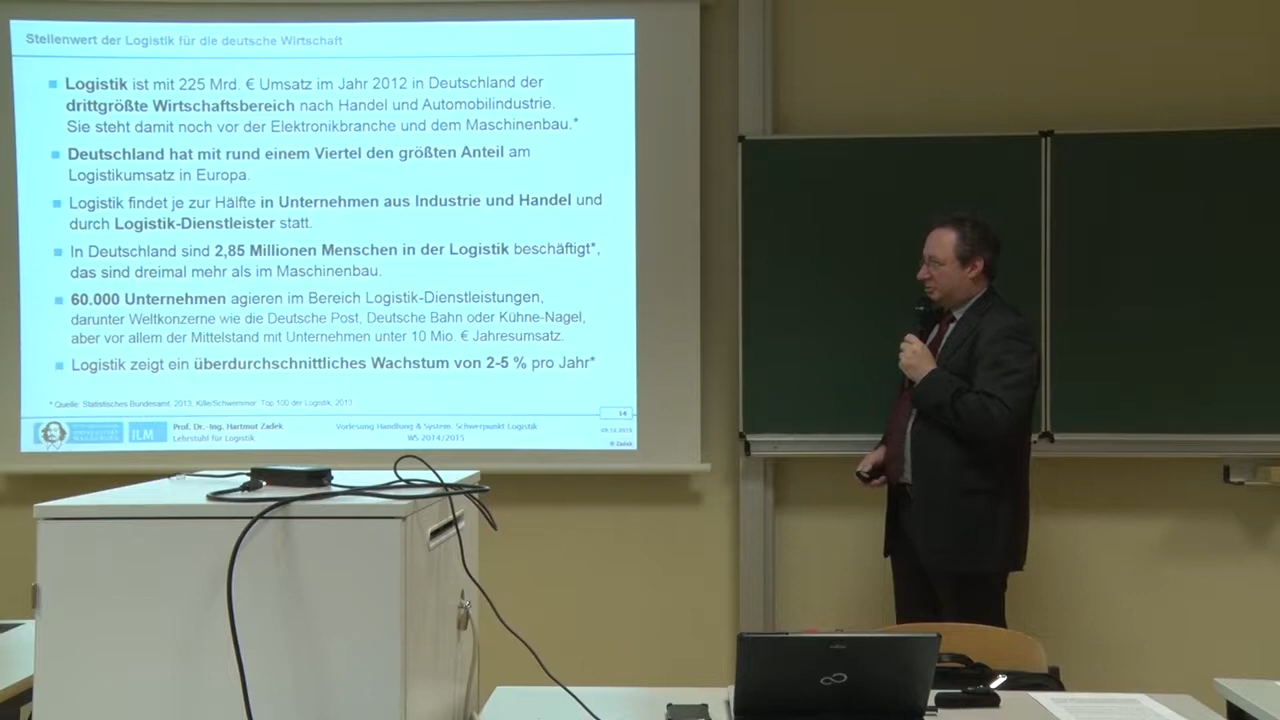 Stellenwert der Logistik für die deutsche Wirtschaft
Logistik ist mit 225 Mrd. € Umsatz im Jahr 2012 in Deutschland der
drittgrößte Wirtschaftsbereich nach Handel und Automobilindustrie.
Sie steht damit noch vor der Elektronikbranche und dem Maschinenbau.*
Deutschland hat mit rund einem Viertel den größten Anteil am
Logistikumsatz in Europa.
Logistik findet je zur Hälfte in Unternehmen aus Industrie und Handel und
durch Logistik-Dienstleister statt.
In Deutschland sind 2,85 Millionen Menschen in der Logistik beschäftigt*,
das sind dreimal mehr als im Maschinenbau.
60.000 Unternehmen agieren im Bereich Logistik-Dienstleistungen,
darunter Weltkonzerne wie die Deutsche Post, Deutsche Bahn oder Kühne-Nagel,
aber vor allem der Mittelstand mit Unternehmen unter 10 Mio. € Jahresumsatz.
Logistik zeigt ein überdurchschnittliches Wachstum von 2-5 % pro Jahr*
* Quelle: Statistisches Bundesamt, 2013; Kille/Schwemmer: Top 100 der Logistik, 2013
14
ILM
Prof. Dr.-Ing. Hartmut Zadek
Lehrstuhl für Logistik
Vorlesung Handlung & System, Schwerpunkt Logistik
WS 2014/2015
© Zadek